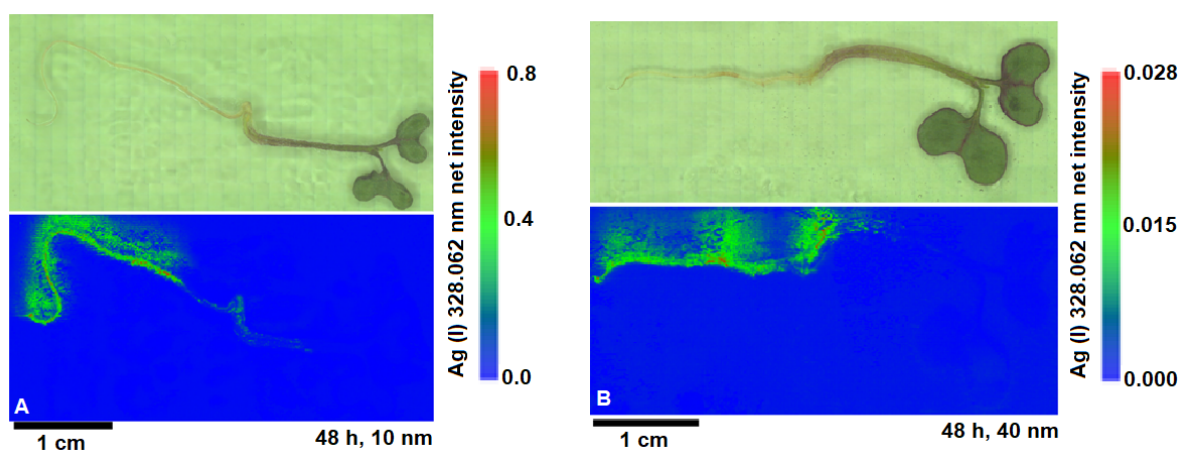 Ag (I) 328.062 nm net intensity
0.8
0.4
0.0
A
1 cm
48 h, 10 nm
Ag (I) 328.062 nm net intensity
0.028
0.015
0.000
B
1 cm
48 h, 40 nm